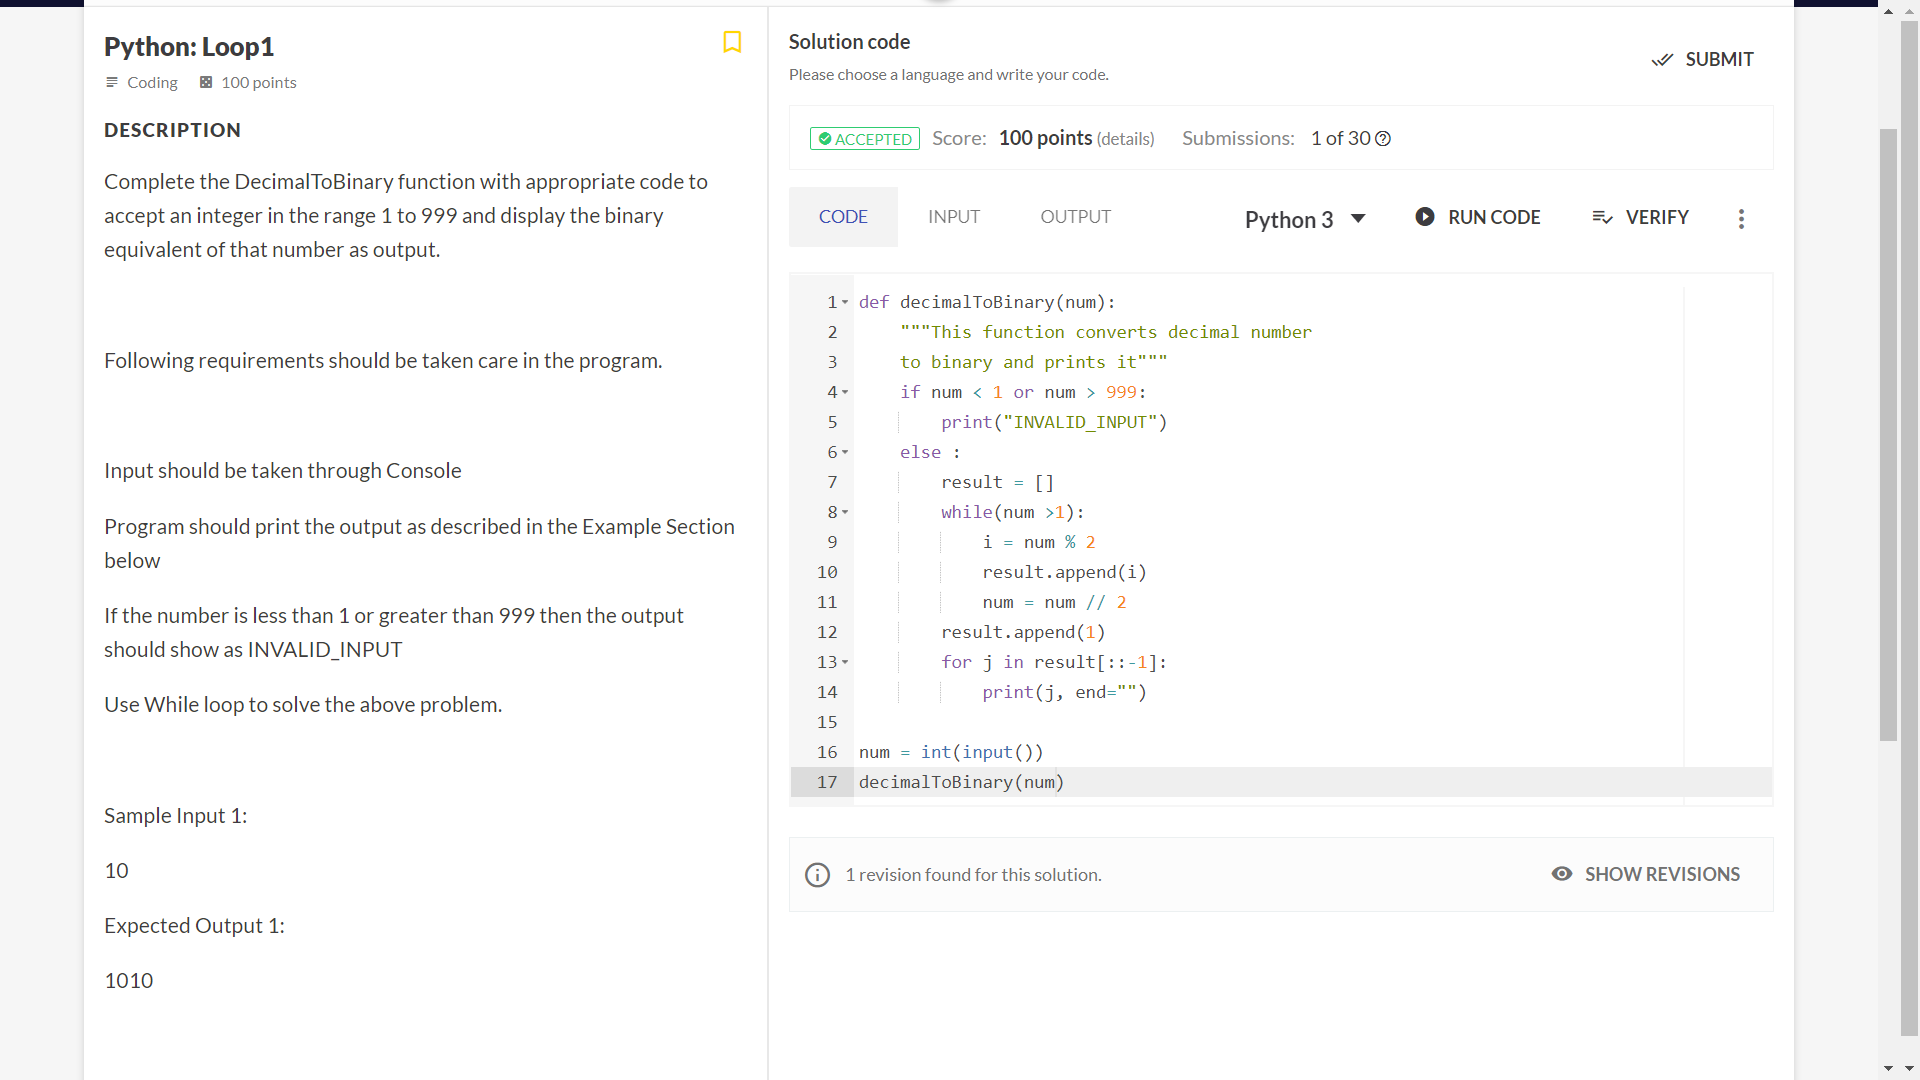 Python: Loop1
Coding 100 points
DESCRIPTION
Complete the DecimalToBinary function with appropriate code to
accept an integer in the range 1 to 999 and display the binary
equivalent of that number as output.
Following requirements should be taken care in the program.
Input should be taken through Console
Program should print the output as described in the Example Section
below
If the number is less than 1 or greater than 999 then the output
should show as INVALID_INPUT
Use While loop to solve the above problem.
Sample Input 1:
10
Expected Output 1:
1010
Solution code
Please choose a language and write your code.
SUBMIT
ACCEPTED Score: 100 points (details) Submissions: 1 of 30
CODE INPUT OUTPUT Python 3 RUN CODE VERIFY
1 def decimalToBinary(num):
2     """This function converts decimal number
3     to binary and prints it"""
4     if num < 1 or num > 999:
5         print("INVALID_INPUT")
6     else :
7         result = []
8         while(num >1):
9             i = num % 2
10             result.append(i)
11             num = num // 2
12         result.append(1)
13         for j in result[::-1]:
14             print(j, end="")
15
16 num = int(input())
17 decimalToBinary(num)
1 revision found for this solution. SHOW REVISIONS